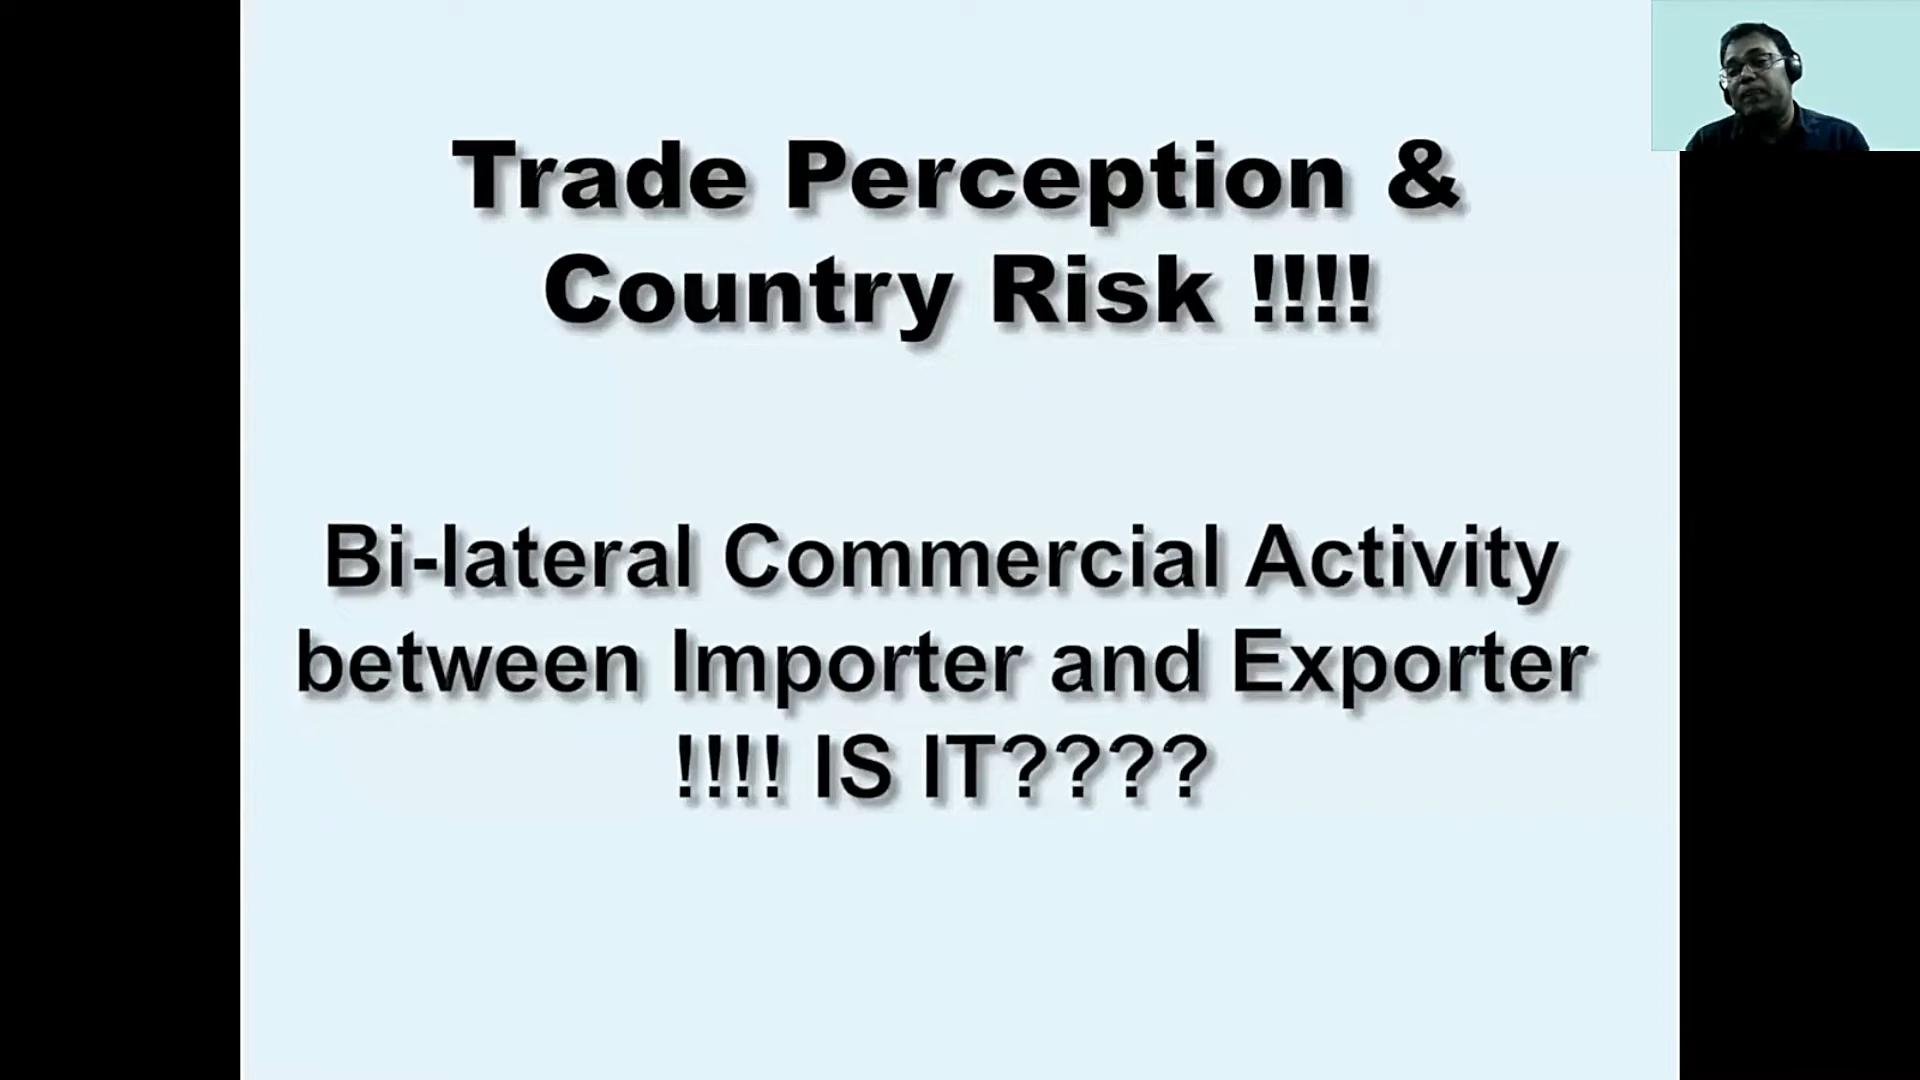 Trade Perception &
Country Risk !!!!
Bi-lateral Commercial Activity
between Importer and Exporter
!!!! IS IT????